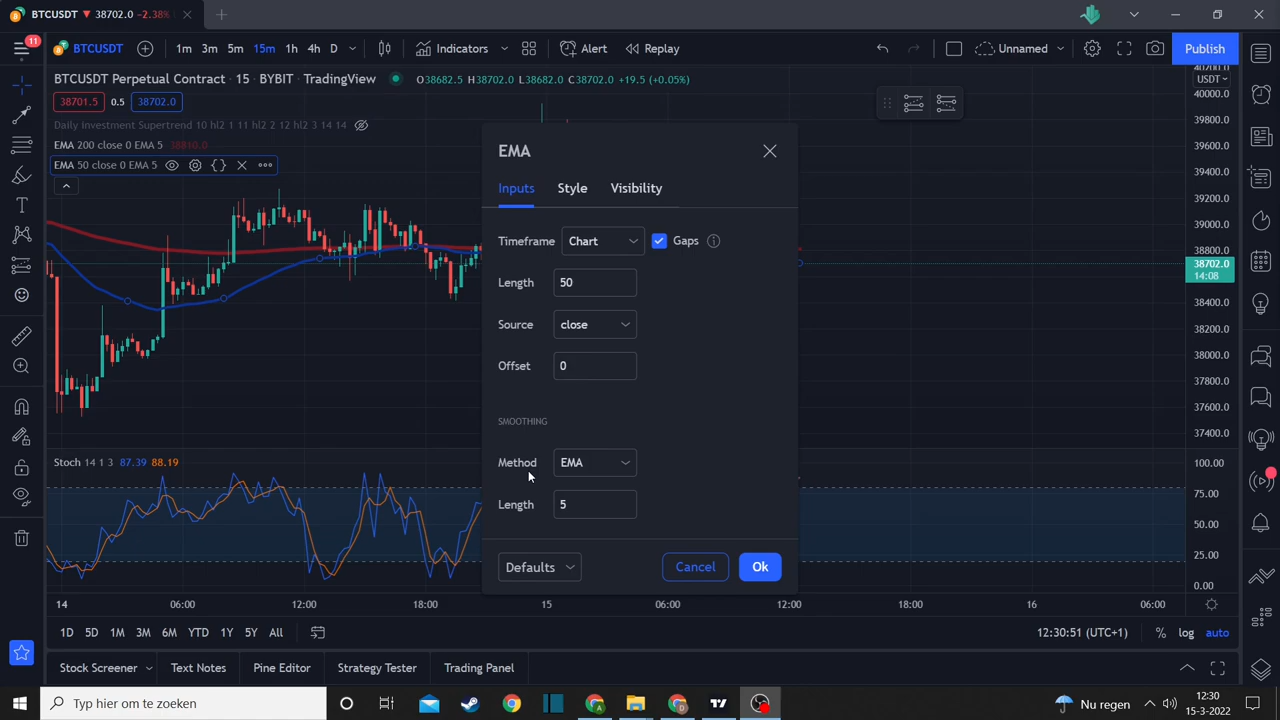 BTCUSDT ▼ 38702.0 −2.38%
11
BTCUSDT 1m 3m 5m 15m 1h 4h D Indicators Alert Replay Unnamed Publish
BTCUSDT Perpetual Contract · 15 · BYBIT · TradingView O38682.5 H38702.0 L38682.0 C38702.0 +19.5 (+0.05%)
USDT
38701.5 0.5 38702.0
Daily Investment Supertrend 10 hl2 1 11 hl2 2 12 hl2 3 14 14
EMA 200 close 0 EMA 5 38810.0
EMA 50 close 0 EMA 5
EMA
Inputs Style Visibility
Timeframe Chart Gaps
Length 50
Source close
Offset 0
SMOOTHING
Method EMA
Length 5
Defaults Cancel Ok
40000.0
39800.0
39600.0
39400.0
39200.0
39000.0
38800.0
38702.0
14:08
38400.0
38200.0
38000.0
37800.0
37600.0
37400.0
Stoch 14 1 3 87.39 88.19
100.00
75.00
50.00
25.00
0.00
14 06:00 12:00 18:00 15 06:00 12:00 18:00 16 06:00
1D 5D 1M 3M 6M YTD 1Y 5Y All 12:30:51 (UTC+1) % log auto
Stock Screener Text Notes Pine Editor Strategy Tester Trading Panel
Typ hier om te zoeken Nu regen 12:30
15-3-2022